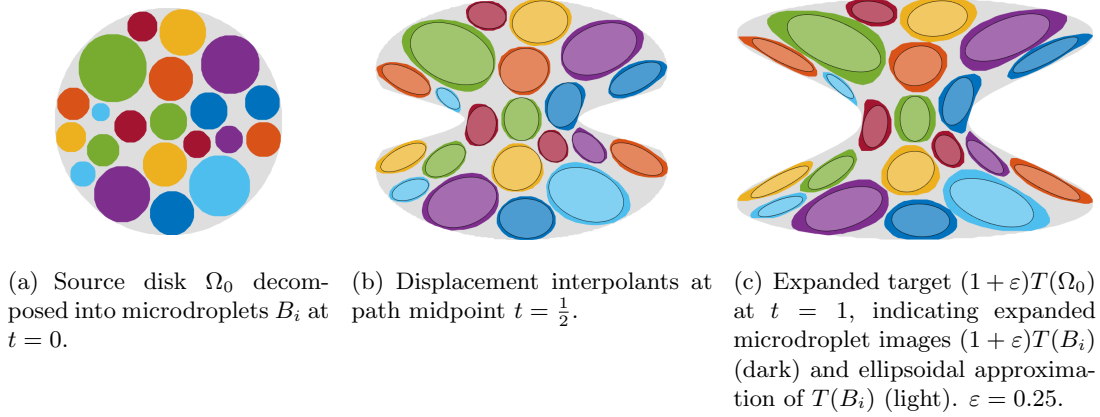 (a) Source disk Ω₀ decom-
posed into microdroplets Bᵢ at
t = 0.
(b) Displacement interpolants at
path midpoint t = ½.
(c) Expanded target (1 + ε)T(Ω₀)
at t = 1, indicating expanded
microdroplet images (1 + ε)T(Bᵢ)
(dark) and ellipsoidal approxima-
tion of T(Bᵢ) (light). ε = 0.25.